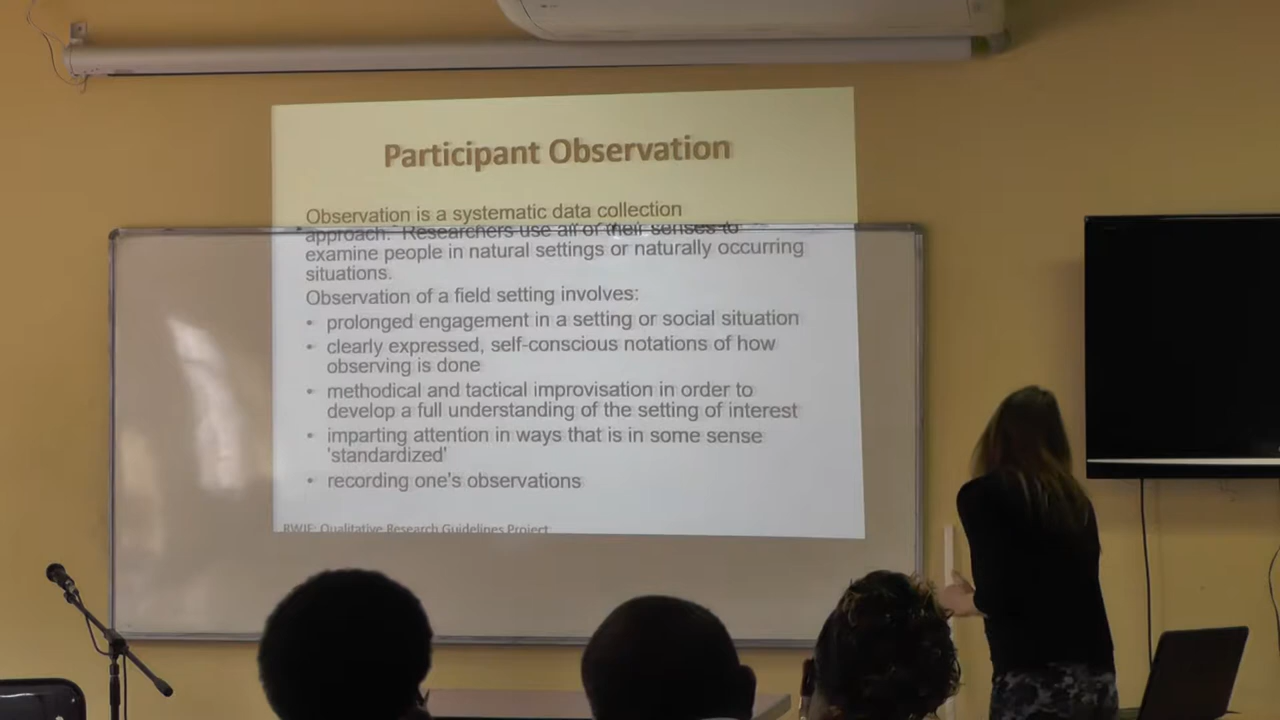 Participant Observation
Observation is a systematic data collection
approach. Researchers use all of their senses to
examine people in natural settings or naturally occurring
situations.
Observation of a field setting involves:
• prolonged engagement in a setting or social situation
• clearly expressed, self-conscious notations of how
observing is done
• methodical and tactical improvisation in order to
develop a full understanding of the setting of interest
• imparting attention in ways that is in some sense
'standardized'
• recording one's observations
RWJF: Qualitative Research Guidelines Project